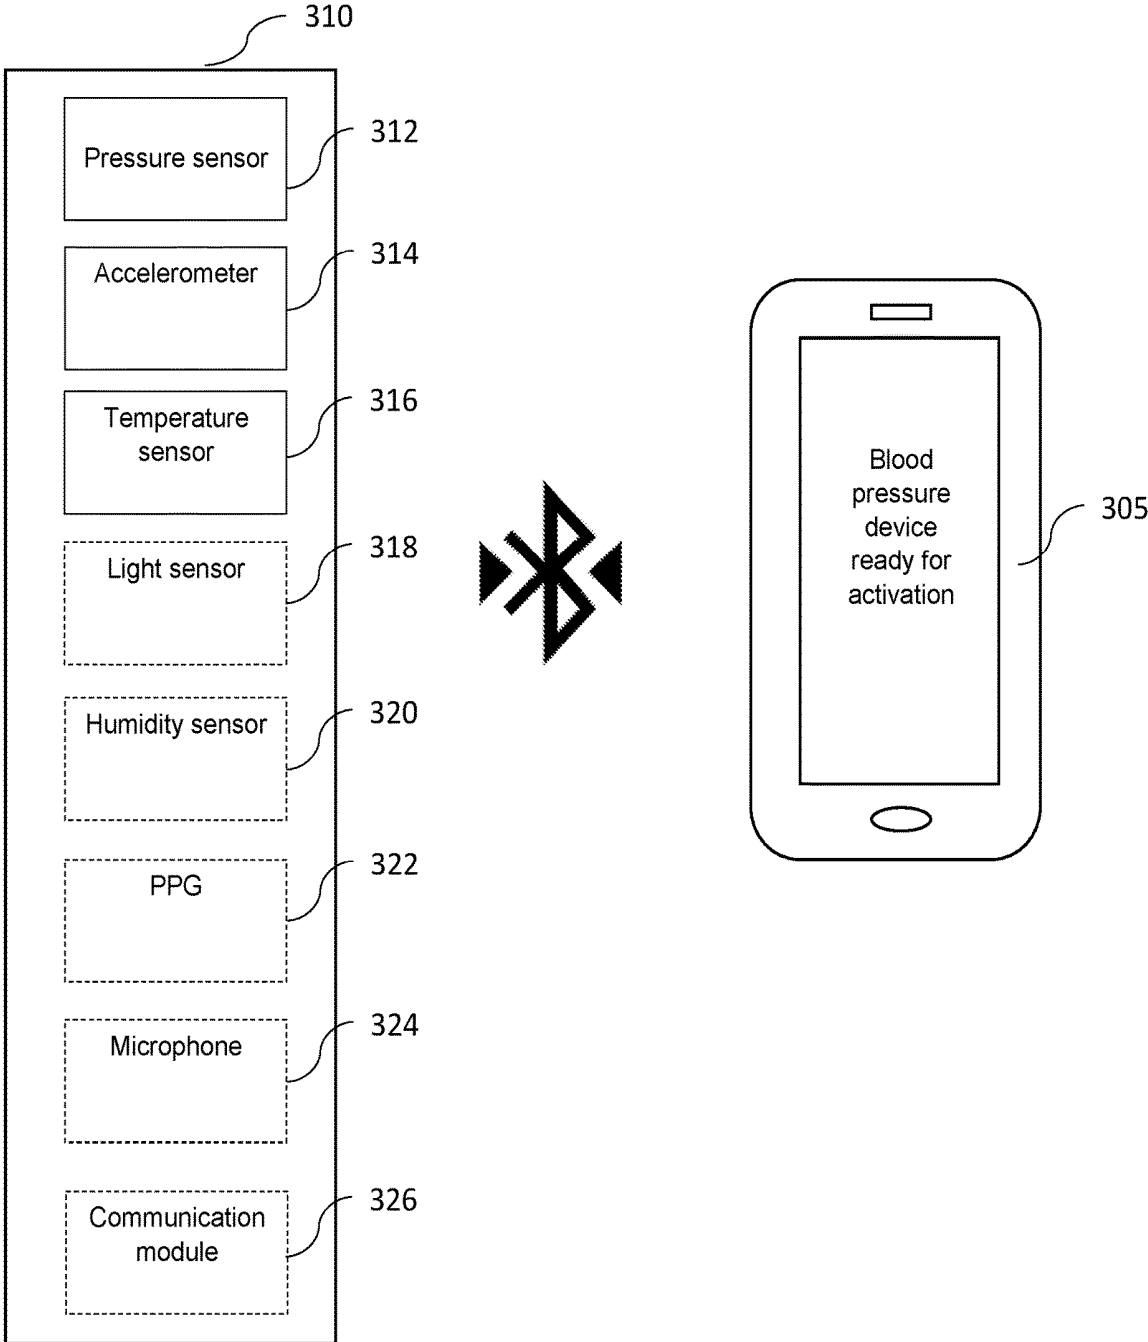 310
Pressure sensor
312
Accelerometer
314
Temperature
sensor
316
Light sensor
318
Humidity sensor
320
PPG
322
Microphone
324
Communication
module
326
Blood
pressure
device
ready for
activation
305